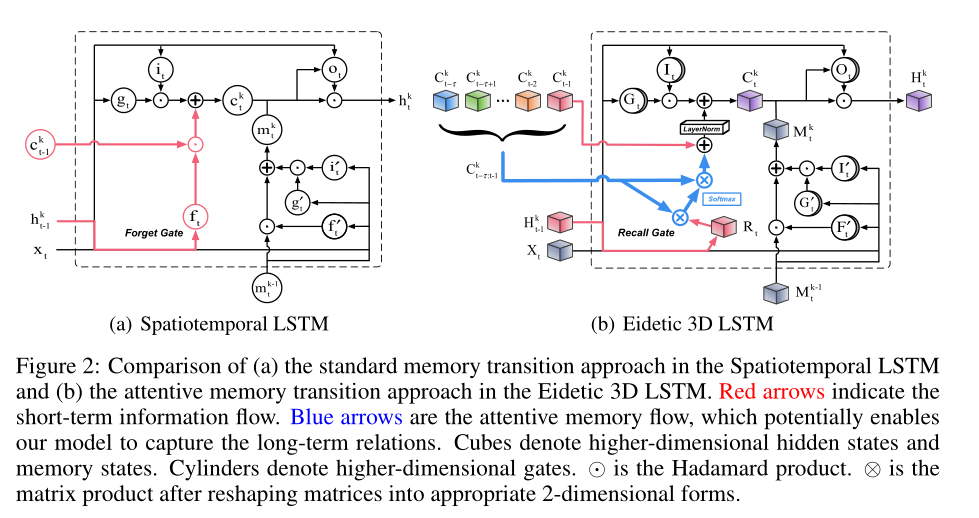 i_t
o_t
g_t
c_t^k
h_t^k
m_t^k
c_{t-1}^k
i'_t
g'_t
h_{t-1}^k
f_t
f'_t
Forget Gate
x_t
m_t^{k-1}
(a) Spatiotemporal LSTM
C_{t-τ}^k C_{t-τ+1}^k ... C_{t-2}^k C_{t-1}^k
I_t
O_t
G_t
C_t^k
H_t^k
LayerNorm
M_t^k
C_{t-τ:t-1}^k
I'_t
Softmax
G'_t
H_{t-1}^k
R_t
F'_t
Recall Gate
X_t
M_t^{k-1}
(b) Eidetic 3D LSTM
Figure 2: Comparison of (a) the standard memory transition approach in the Spatiotemporal LSTM
and (b) the attentive memory transition approach in the Eidetic 3D LSTM. Red arrows indicate the
short-term information flow. Blue arrows are the attentive memory flow, which potentially enables
our model to capture the long-term relations. Cubes denote higher-dimensional hidden states and
memory states. Cylinders denote higher-dimensional gates. ⊙ is the Hadamard product. ⊗ is the
matrix product after reshaping matrices into appropriate 2-dimensional forms.